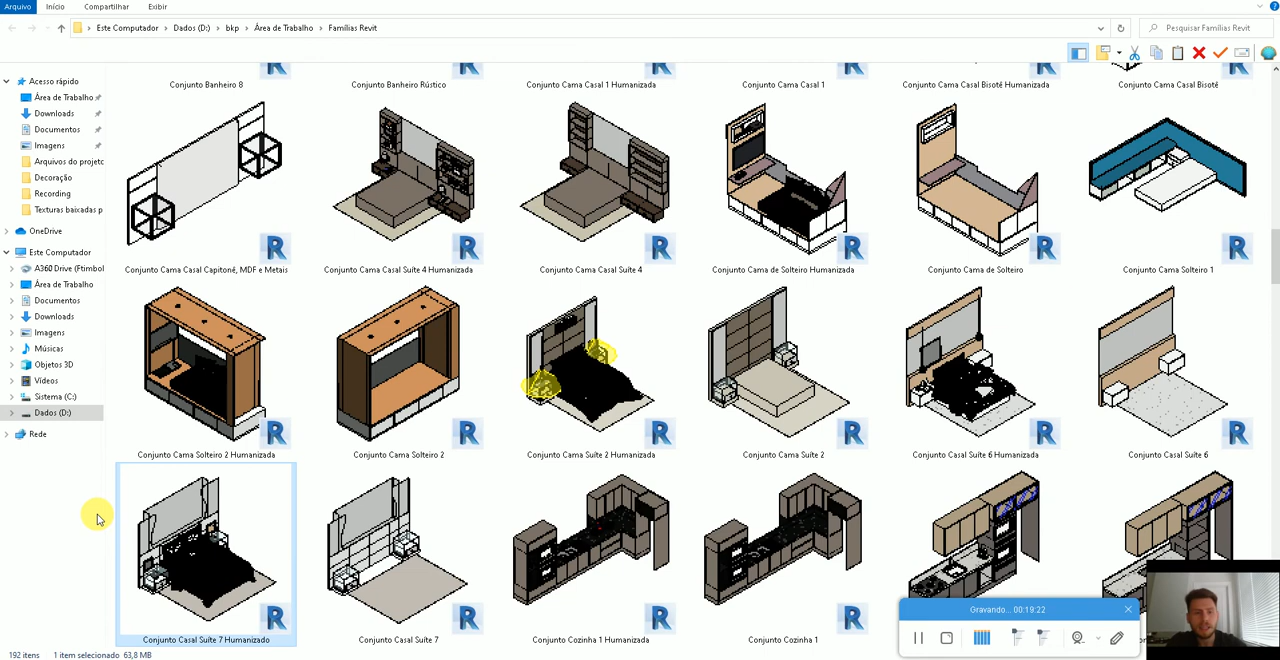 Arquivo Início Compartilhar Exibir
Este Computador Dados (D:) bkp Área de Trabalho Famílias Revit
Pesquisar Famílias Revit
Acesso rápido
Área de Trabalho
Downloads
Documentos
Imagens
Arquivos do projeto
Decoração
Recording
Texturas baixadas p
OneDrive
Este Computador
A360 Drive (Ftimbol
Área de Trabalho
Documentos
Downloads
Imagens
Músicas
Objetos 3D
Vídeos
Sistema (C:)
Dados (D:)
Rede
Conjunto Banheiro 8
Conjunto Banheiro Rústico
Conjunto Cama Casal 1 Humanizada
Conjunto Cama Casal 1
Conjunto Cama Casal Bisotê Humanizada
Conjunto Cama Casal Bisotê
Conjunto Cama Casal Capitonê, MDF e Metais
Conjunto Cama Casal Suíte 4 Humanizada
Conjunto Cama Casal Suíte 4
Conjunto Cama de Solteiro Humanizada
Conjunto Cama de Solteiro
Conjunto Cama Solteiro 1
Conjunto Cama Solteiro 2 Humanizada
Conjunto Cama Solteiro 2
Conjunto Cama Suíte 2 Humanizada
Conjunto Cama Suíte 2
Conjunto Casal Suíte 6 Humanizada
Conjunto Casal Suíte 6
Conjunto Casal Suíte 7 Humanizado
Conjunto Casal Suíte 7
Conjunto Cozinha 1 Humanizada
Conjunto Cozinha 1
Gravando... 00:19:22
192 itens 1 item selecionado 63,8 MB